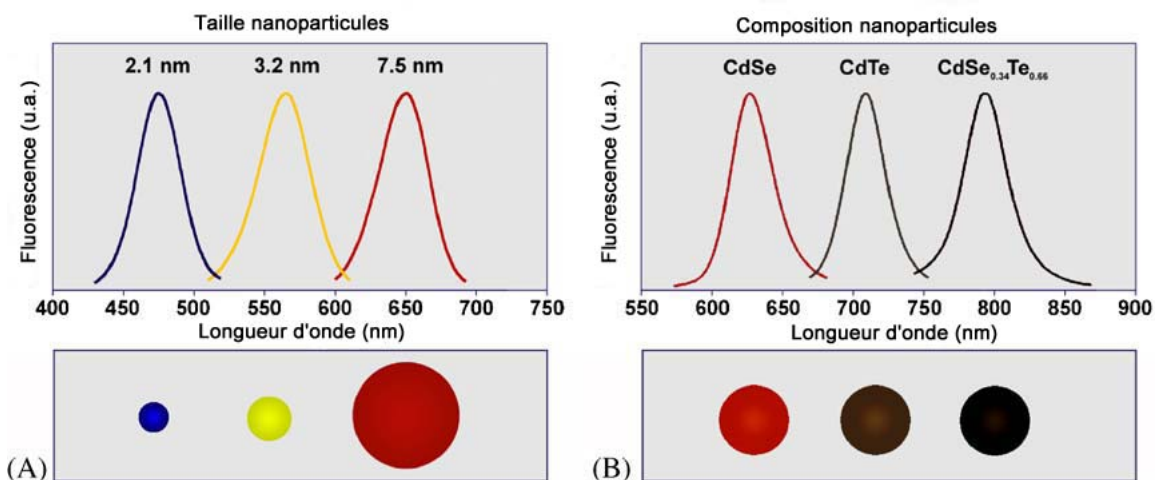 Taille nanoparticules
2.1 nm 3.2 nm 7.5 nm
Fluorescence (u.a.)
400 450 500 550 600 650 700 750
Longueur d'onde (nm)
(A)
Composition nanoparticules
CdSe CdTe CdSe0.34Te0.66
Fluorescence (u.a.)
550 600 650 700 750 800 850 900
Longueur d'onde (nm)
(B)